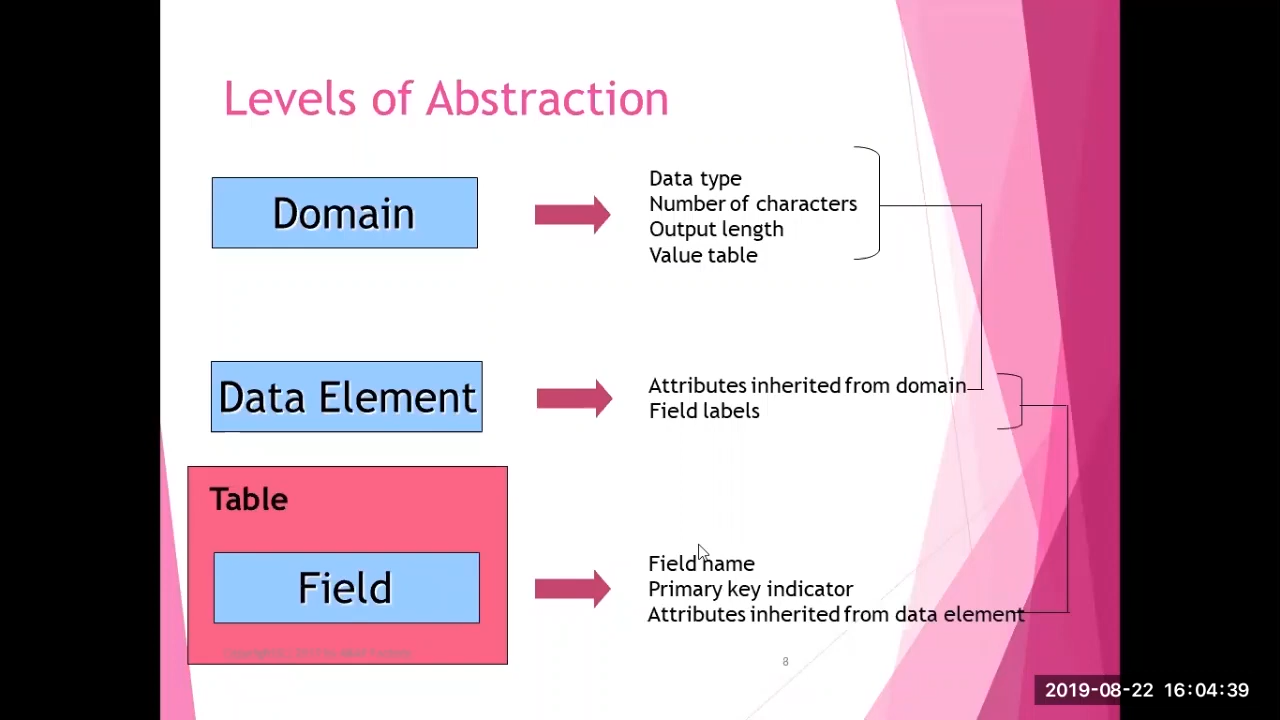 Levels of Abstraction
Domain
Data type
Number of characters
Output length
Value table
Data Element
Attributes inherited from domain
Field labels
Table
Field
Field name
Primary key indicator
Attributes inherited from data element
8
2019-08-22 16:04:39